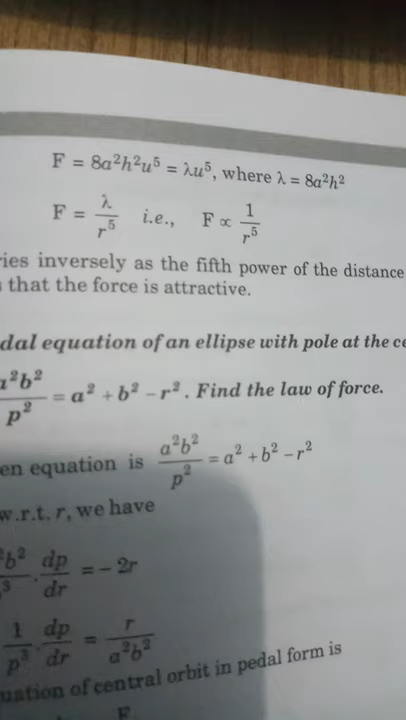 F = 8a²h²u⁵ = λu⁵, where λ = 8a²h²
F = λ/r⁵ i.e., F ∝ 1/r⁵
ries inversely as the fifth power of the distance
that the force is attractive.
dal equation of an ellipse with pole at the ce
a²b²/p² = a² + b² − r². Find the law of force.
en equation is a²b²/p² = a² + b² − r²
w.r.t. r, we have
b² . dp/dr = − 2r
1/p³ . dp/dr = r/a²b²
uation of central orbit in pedal form is
F